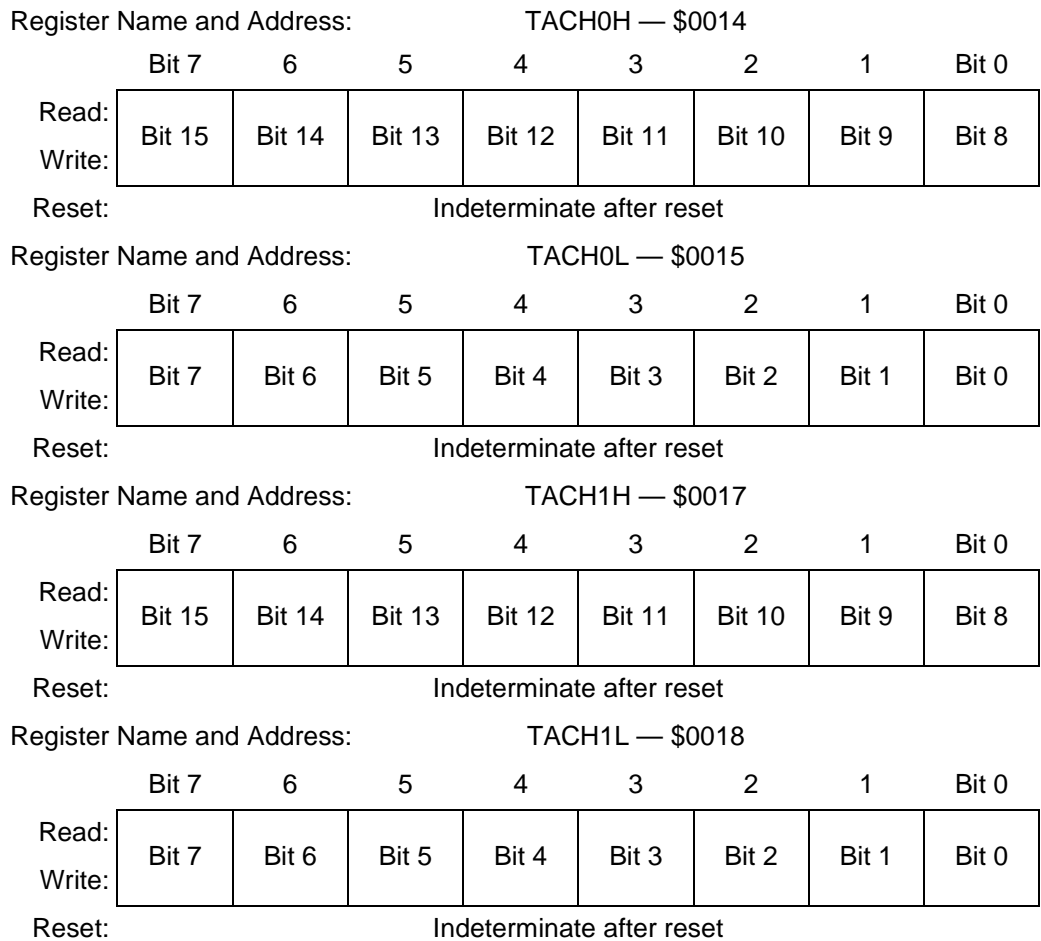 Register Name and Address: TACH0H — $0014
Bit 7 6 5 4 3 2 1 Bit 0
Read:
Bit 15 Bit 14 Bit 13 Bit 12 Bit 11 Bit 10 Bit 9 Bit 8
Write:
Reset: Indeterminate after reset
Register Name and Address: TACH0L — $0015
Bit 7 6 5 4 3 2 1 Bit 0
Read:
Bit 7 Bit 6 Bit 5 Bit 4 Bit 3 Bit 2 Bit 1 Bit 0
Write:
Reset: Indeterminate after reset
Register Name and Address: TACH1H — $0017
Bit 7 6 5 4 3 2 1 Bit 0
Read:
Bit 15 Bit 14 Bit 13 Bit 12 Bit 11 Bit 10 Bit 9 Bit 8
Write:
Reset: Indeterminate after reset
Register Name and Address: TACH1L — $0018
Bit 7 6 5 4 3 2 1 Bit 0
Read:
Bit 7 Bit 6 Bit 5 Bit 4 Bit 3 Bit 2 Bit 1 Bit 0
Write:
Reset: Indeterminate after reset